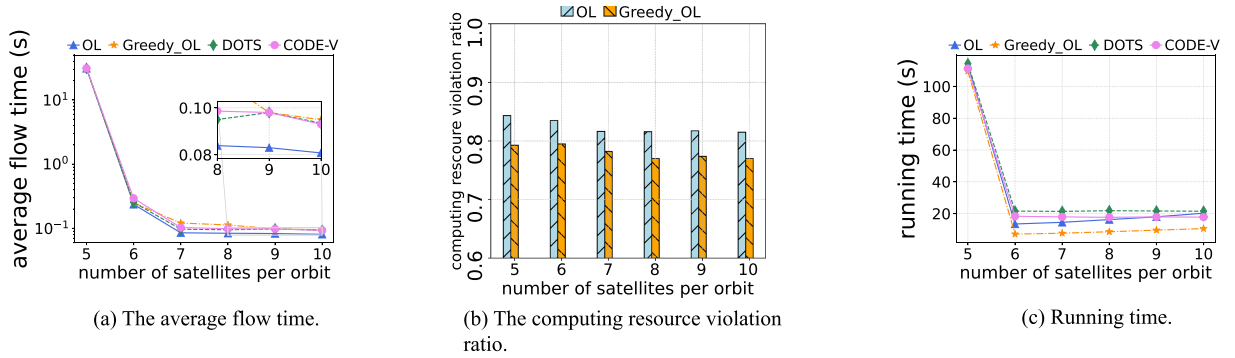 OL Greedy_OL DOTS CODE-V
average flow time (s)
10¹
10⁰
10⁻¹
0.10
0.08
8 9 10
5 6 7 8 9 10
number of satellites per orbit
(a) The average flow time.
OL Greedy_OL
computing rescource violation ratio
1.0
0.9
0.8
0.7
0.6
5 6 7 8 9 10
number of satellites per orbit
(b) The computing resource violation
ratio.
OL Greedy_OL DOTS CODE-V
running time (s)
100
80
60
40
20
5 6 7 8 9 10
number of satellites per orbit
(c) Running time.